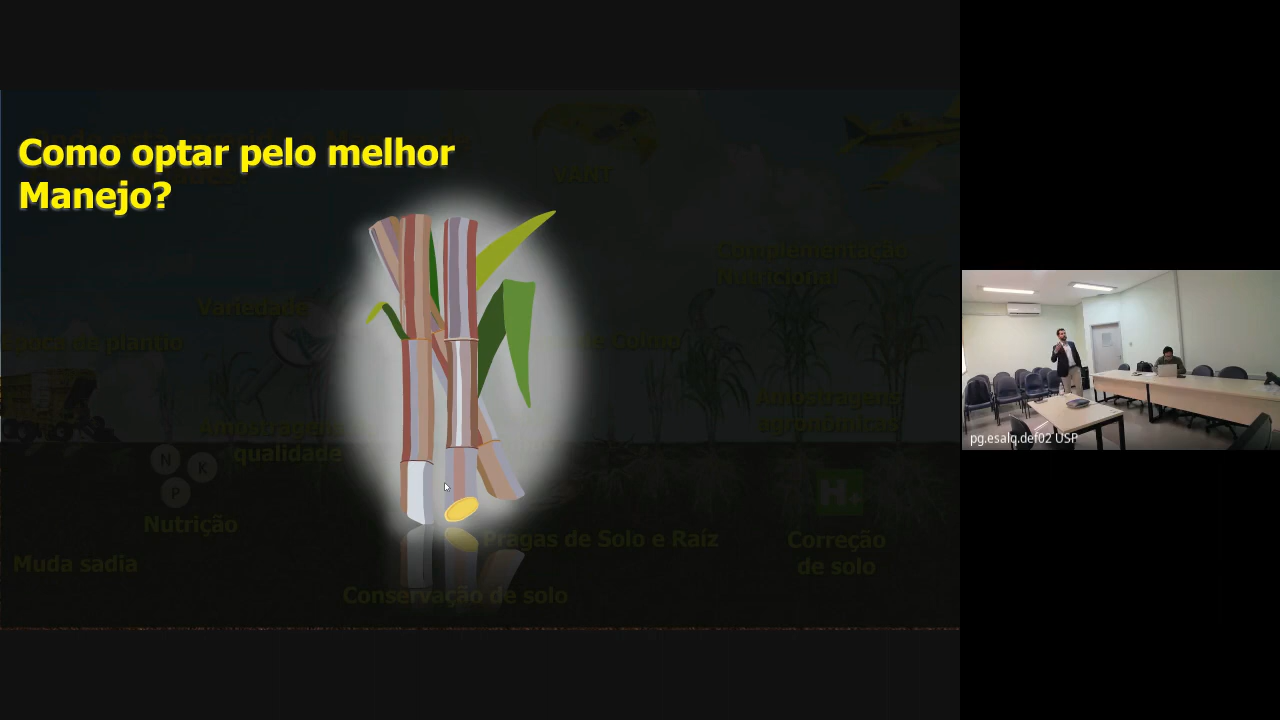 Como optar pelo melhor
Manejo?
VANT
Complementação
Nutricional
Variedade
Época de plantio
Amostragens
agronômicas
Amostragens
qualidade
N
K
P
H+
Nutrição
Pragas de Solo e Raíz
Correção
de solo
Muda sadia
Conservação de solo
pg.esalq.def02 USP